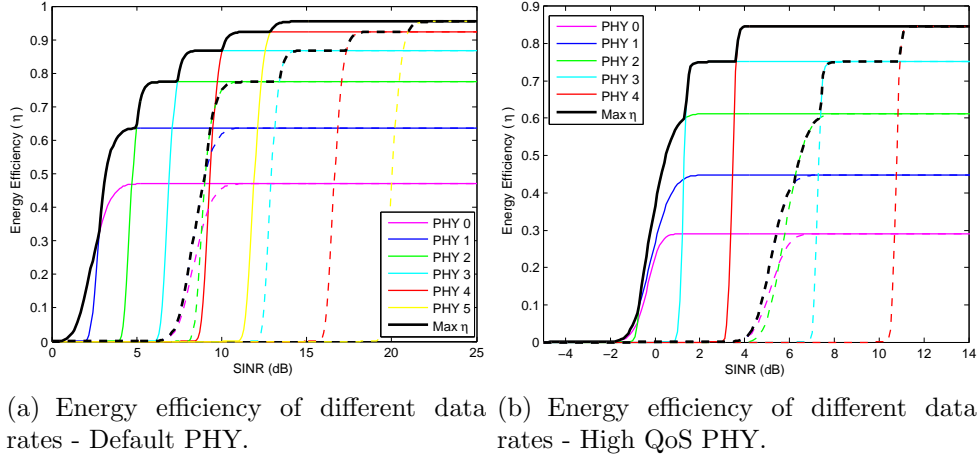 1
0.9
0.8
0.7
0.6
0.5
0.4
0.3
0.2
0.1
0
Energy Efficiency ( η )
0 5 10 15 20 25
SINR (dB)
PHY 0
PHY 1
PHY 2
PHY 3
PHY 4
PHY 5
Max η
0.9
0.8
0.7
0.6
0.5
0.4
0.3
0.2
0.1
0
Energy Efficiency ( η )
-4 -2 0 2 4 6 8 10 12 14
SINR (dB)
PHY 0
PHY 1
PHY 2
PHY 3
PHY 4
Max η
(a) Energy efficiency of different data
rates - Default PHY.
(b) Energy efficiency of different data
rates - High QoS PHY.